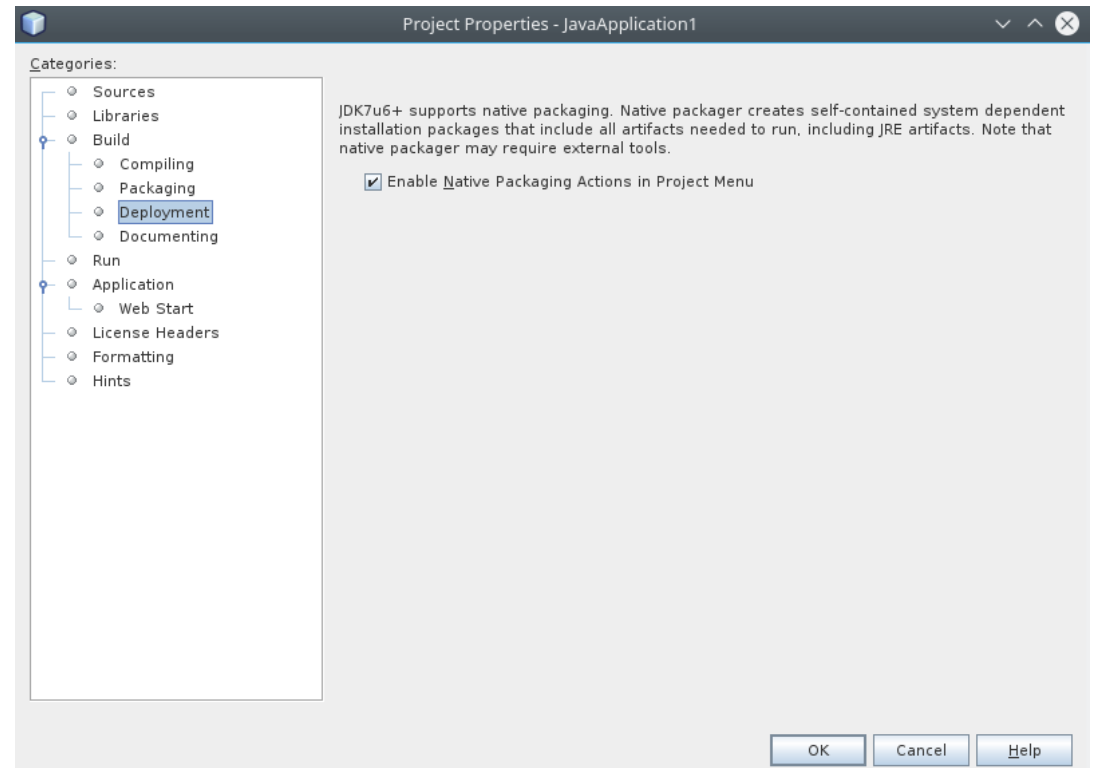 Project Properties - JavaApplication1
Categories:
Sources
Libraries
Build
Compiling
Packaging
Deployment
Documenting
Run
Application
Web Start
License Headers
Formatting
Hints
JDK7u6+ supports native packaging. Native packager creates self-contained system dependent
installation packages that include all artifacts needed to run, including JRE artifacts. Note that
native packager may require external tools.
Enable Native Packaging Actions in Project Menu
OK
Cancel
Help